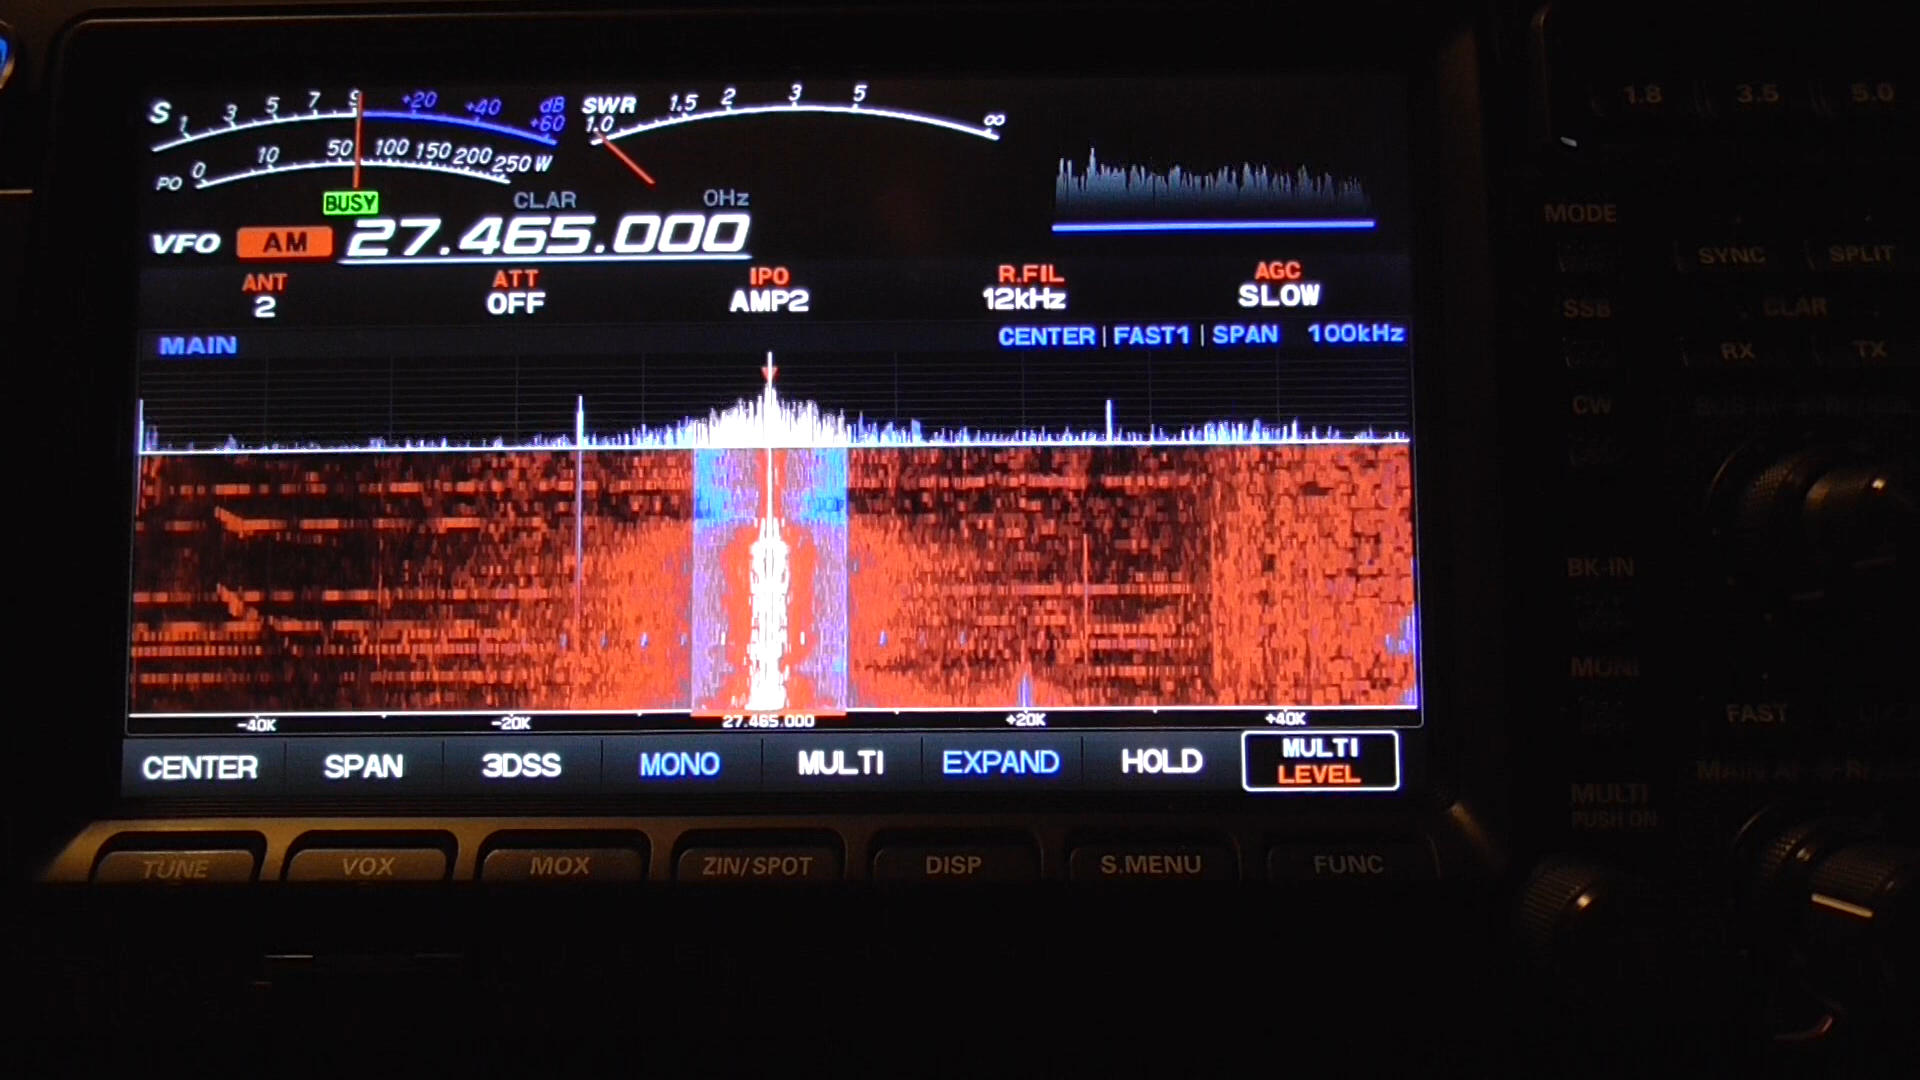 S 1 3 5 7 9 +20 +40 dB +60
SWR 1.0 1.5 2 3 5 ∞
PO 0 10 50 100 150 200 250 W
BUSY CLAR 0Hz
VFO AM 27.465.000
ANT ATT IPO R.FIL AGC
2 OFF AMP2 12kHz SLOW
MAIN CENTER | FAST1 | SPAN 100kHz
-40K -20K 27.465.000 +20K +40K
CENTER SPAN 3DSS MONO MULTI EXPAND HOLD MULTI
LEVEL
TUNE VOX MOX ZIN/SPOT DISP S.MENU FUNC
1.8 3.5 5.0
MODE
SYNC SPLIT
SSB CLAR
RX TX
CW
BK-IN
MONI
FAST
MULTI
PUSH ON